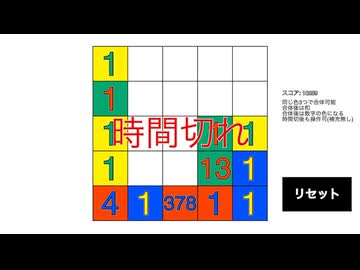 1
1
1 時間切れ 1
1 13 1
4 1 378 1 1
スコア:
同じ色3つで合体可能
合体後は和
合体後は数字の色になる
時間切後も操作可(補充無し)
リセット